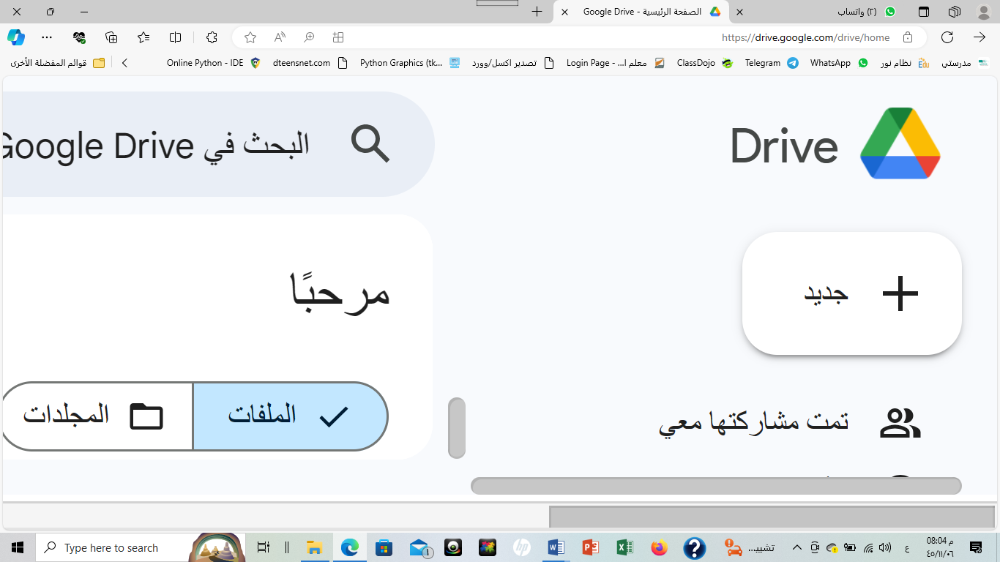 (٢) واتساب
الصفحة الرئيسية - Google Drive
https://drive.google.com/drive/home
مدرستي
نظام نور
WhatsApp
Telegram
ClassDojo
Login Page - ...معلم ا
تصدير اكسل/وورد
Python Graphics (tk...
dteensnet.com
Online Python - IDE
قوائم المفضلة الأخرى
Drive
البحث في Google Drive
جديد
مرحبًا
الملفات
المجلدات
تمت مشاركتها معي
Type here to search
تشييـ...
ع
08:04 م
٤٥/١١/٠٦